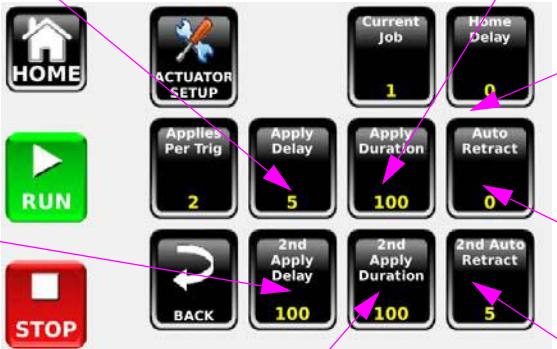 HOME
ACTUATOR
SETUP
Current
Job
1
Home
Delay
0
RUN
Applies
Per Trig
2
Apply
Delay
5
Apply
Duration
100
Auto
Retract
0
STOP
BACK
2nd
Apply
Delay
100
2nd
Apply
Duration
100
2nd Auto
Retract
5